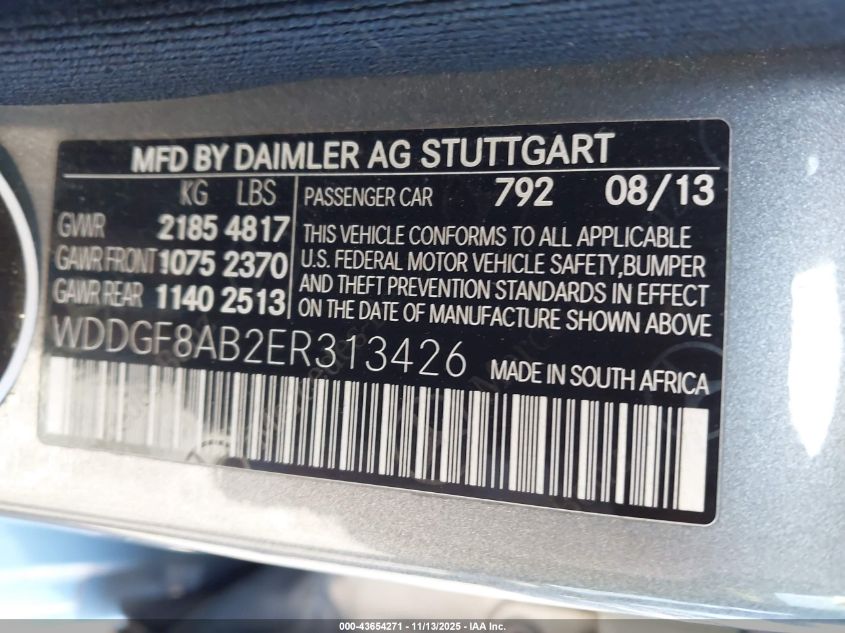 MFD BY DAIMLER AG STUTTGART
KG LBS
GVWR 2185 4817
GAWR FRONT 1075 2370
GAWR REAR 1140 2513
PASSENGER CAR 792 08/13
THIS VEHICLE CONFORMS TO ALL APPLICABLE
U.S. FEDERAL MOTOR VEHICLE SAFETY, BUMPER
AND THEFT PREVENTION STANDARDS IN EFFECT
ON THE DATE OF MANUFACTURE SHOWN ABOVE
WDDGF8AB2ER313426 MADE IN SOUTH AFRICA
000-43654271 - 11/13/2025 - IAA Inc.